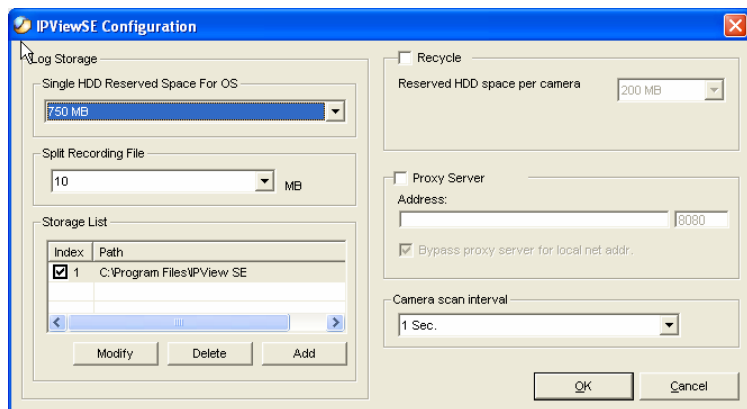 IPViewSE Configuration
Log Storage
Single HDD Reserved Space For OS
750 MB
Split Recording File
10 MB
Storage List
Index Path
1 C:\Program Files\IPView SE
Modify Delete Add
Recycle
Reserved HDD space per camera 200 MB
Proxy Server
Address:
8080
Bypass proxy server for local net addr.
Camera scan interval
1 Sec.
OK Cancel